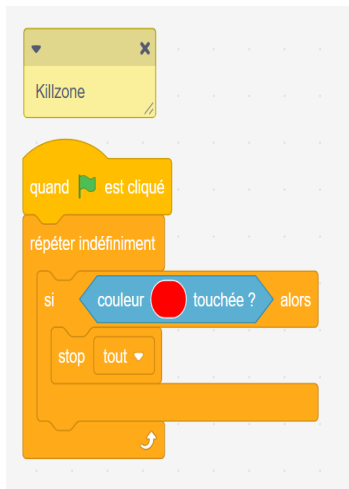 Killzone
quand est cliqué
répéter indéfiniment
si couleur touchée ? alors
stop tout